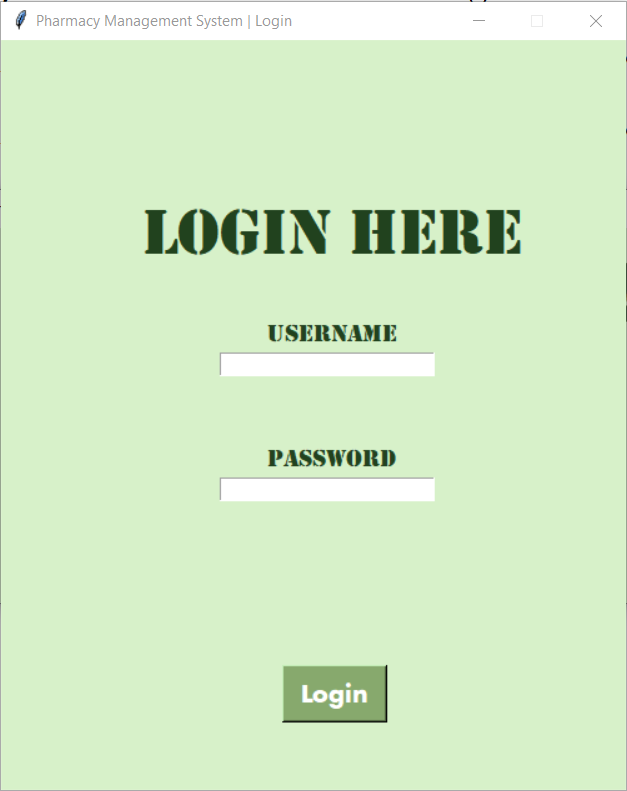 Pharmacy Management System | Login
LOGIN HERE
USERNAME
PASSWORD
Login